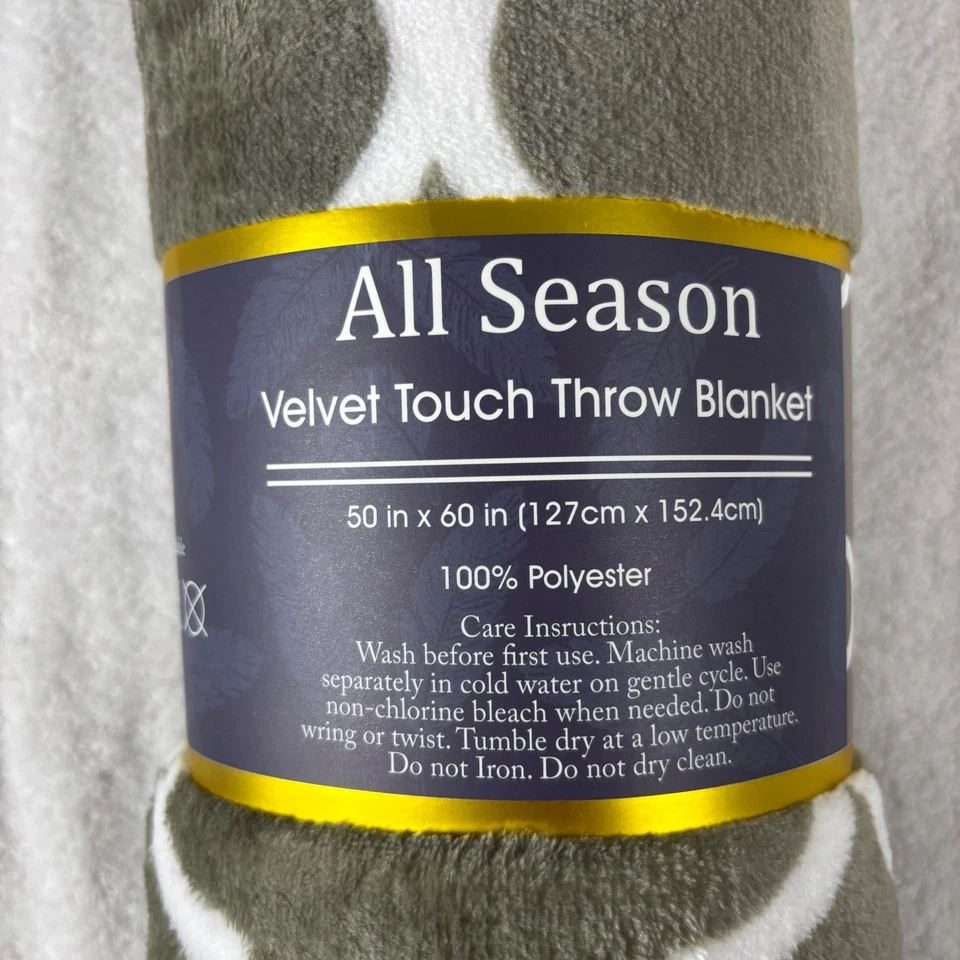 All Season
Velvet Touch Throw Blanket
50 in x 60 in (127cm x 152.4cm)
100% Polyester
Care Insructions:
Wash before first use. Machine wash
separately in cold water on gentle cycle. Use
non-chlorine bleach when needed. Do not
wring or twist. Tumble dry at a low temperature.
Do not Iron. Do not dry clean.